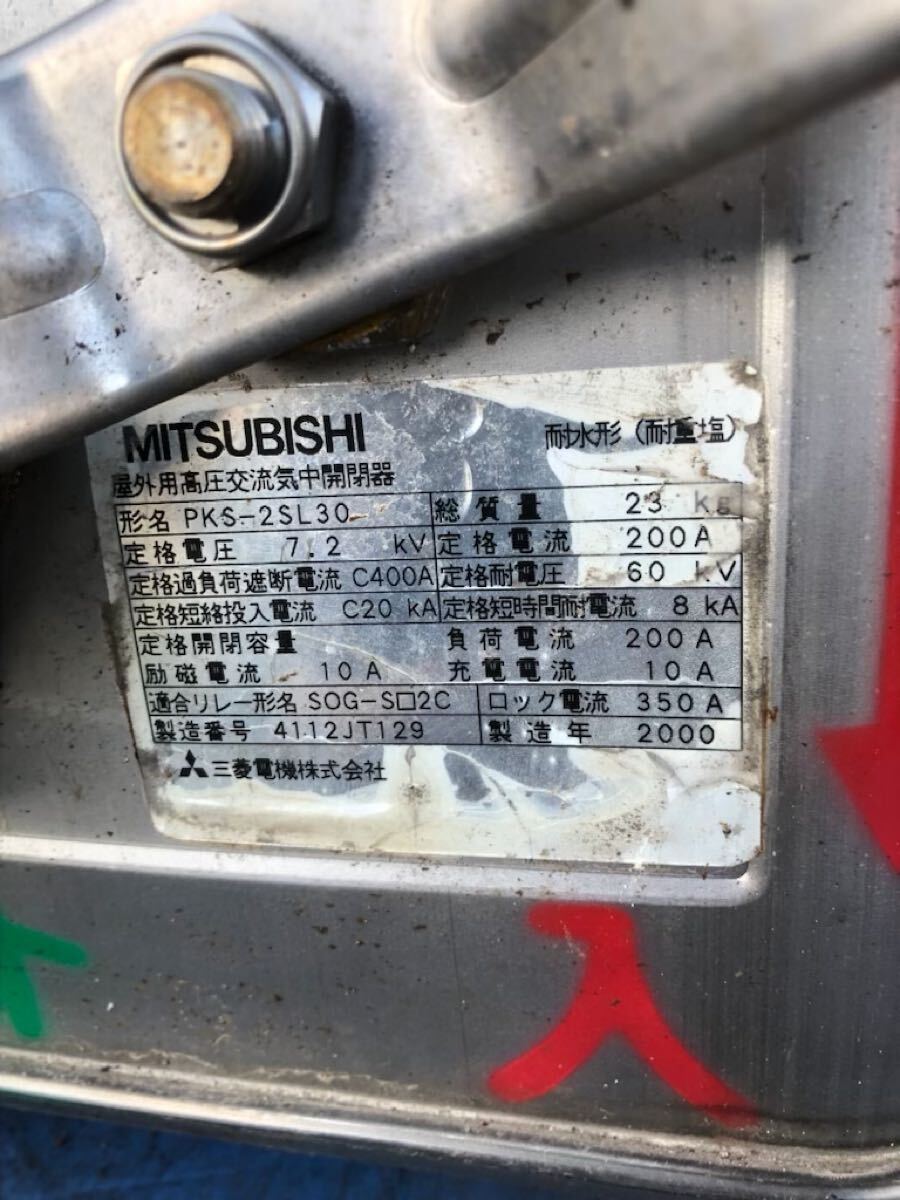 MITSUBISHI 耐水形（耐重塩）
屋外用高圧交流気中開閉器
形名 PKS-2SL30 総質量 23 kg
定格電圧 7.2 kV 定格電流 200A
定格過負荷遮断電流 C400A 定格耐電圧 60 kV
定格短絡投入電流 C20 kA 定格短時間耐電流 8 kA
定格開閉容量 負荷電流 200 A
励磁電流 10 A 充電電流 10 A
適合リレー形名 SOG-S□2C ロック電流 350 A
製造番号 4112JT129 製造年 2000
三菱電機株式会社
入